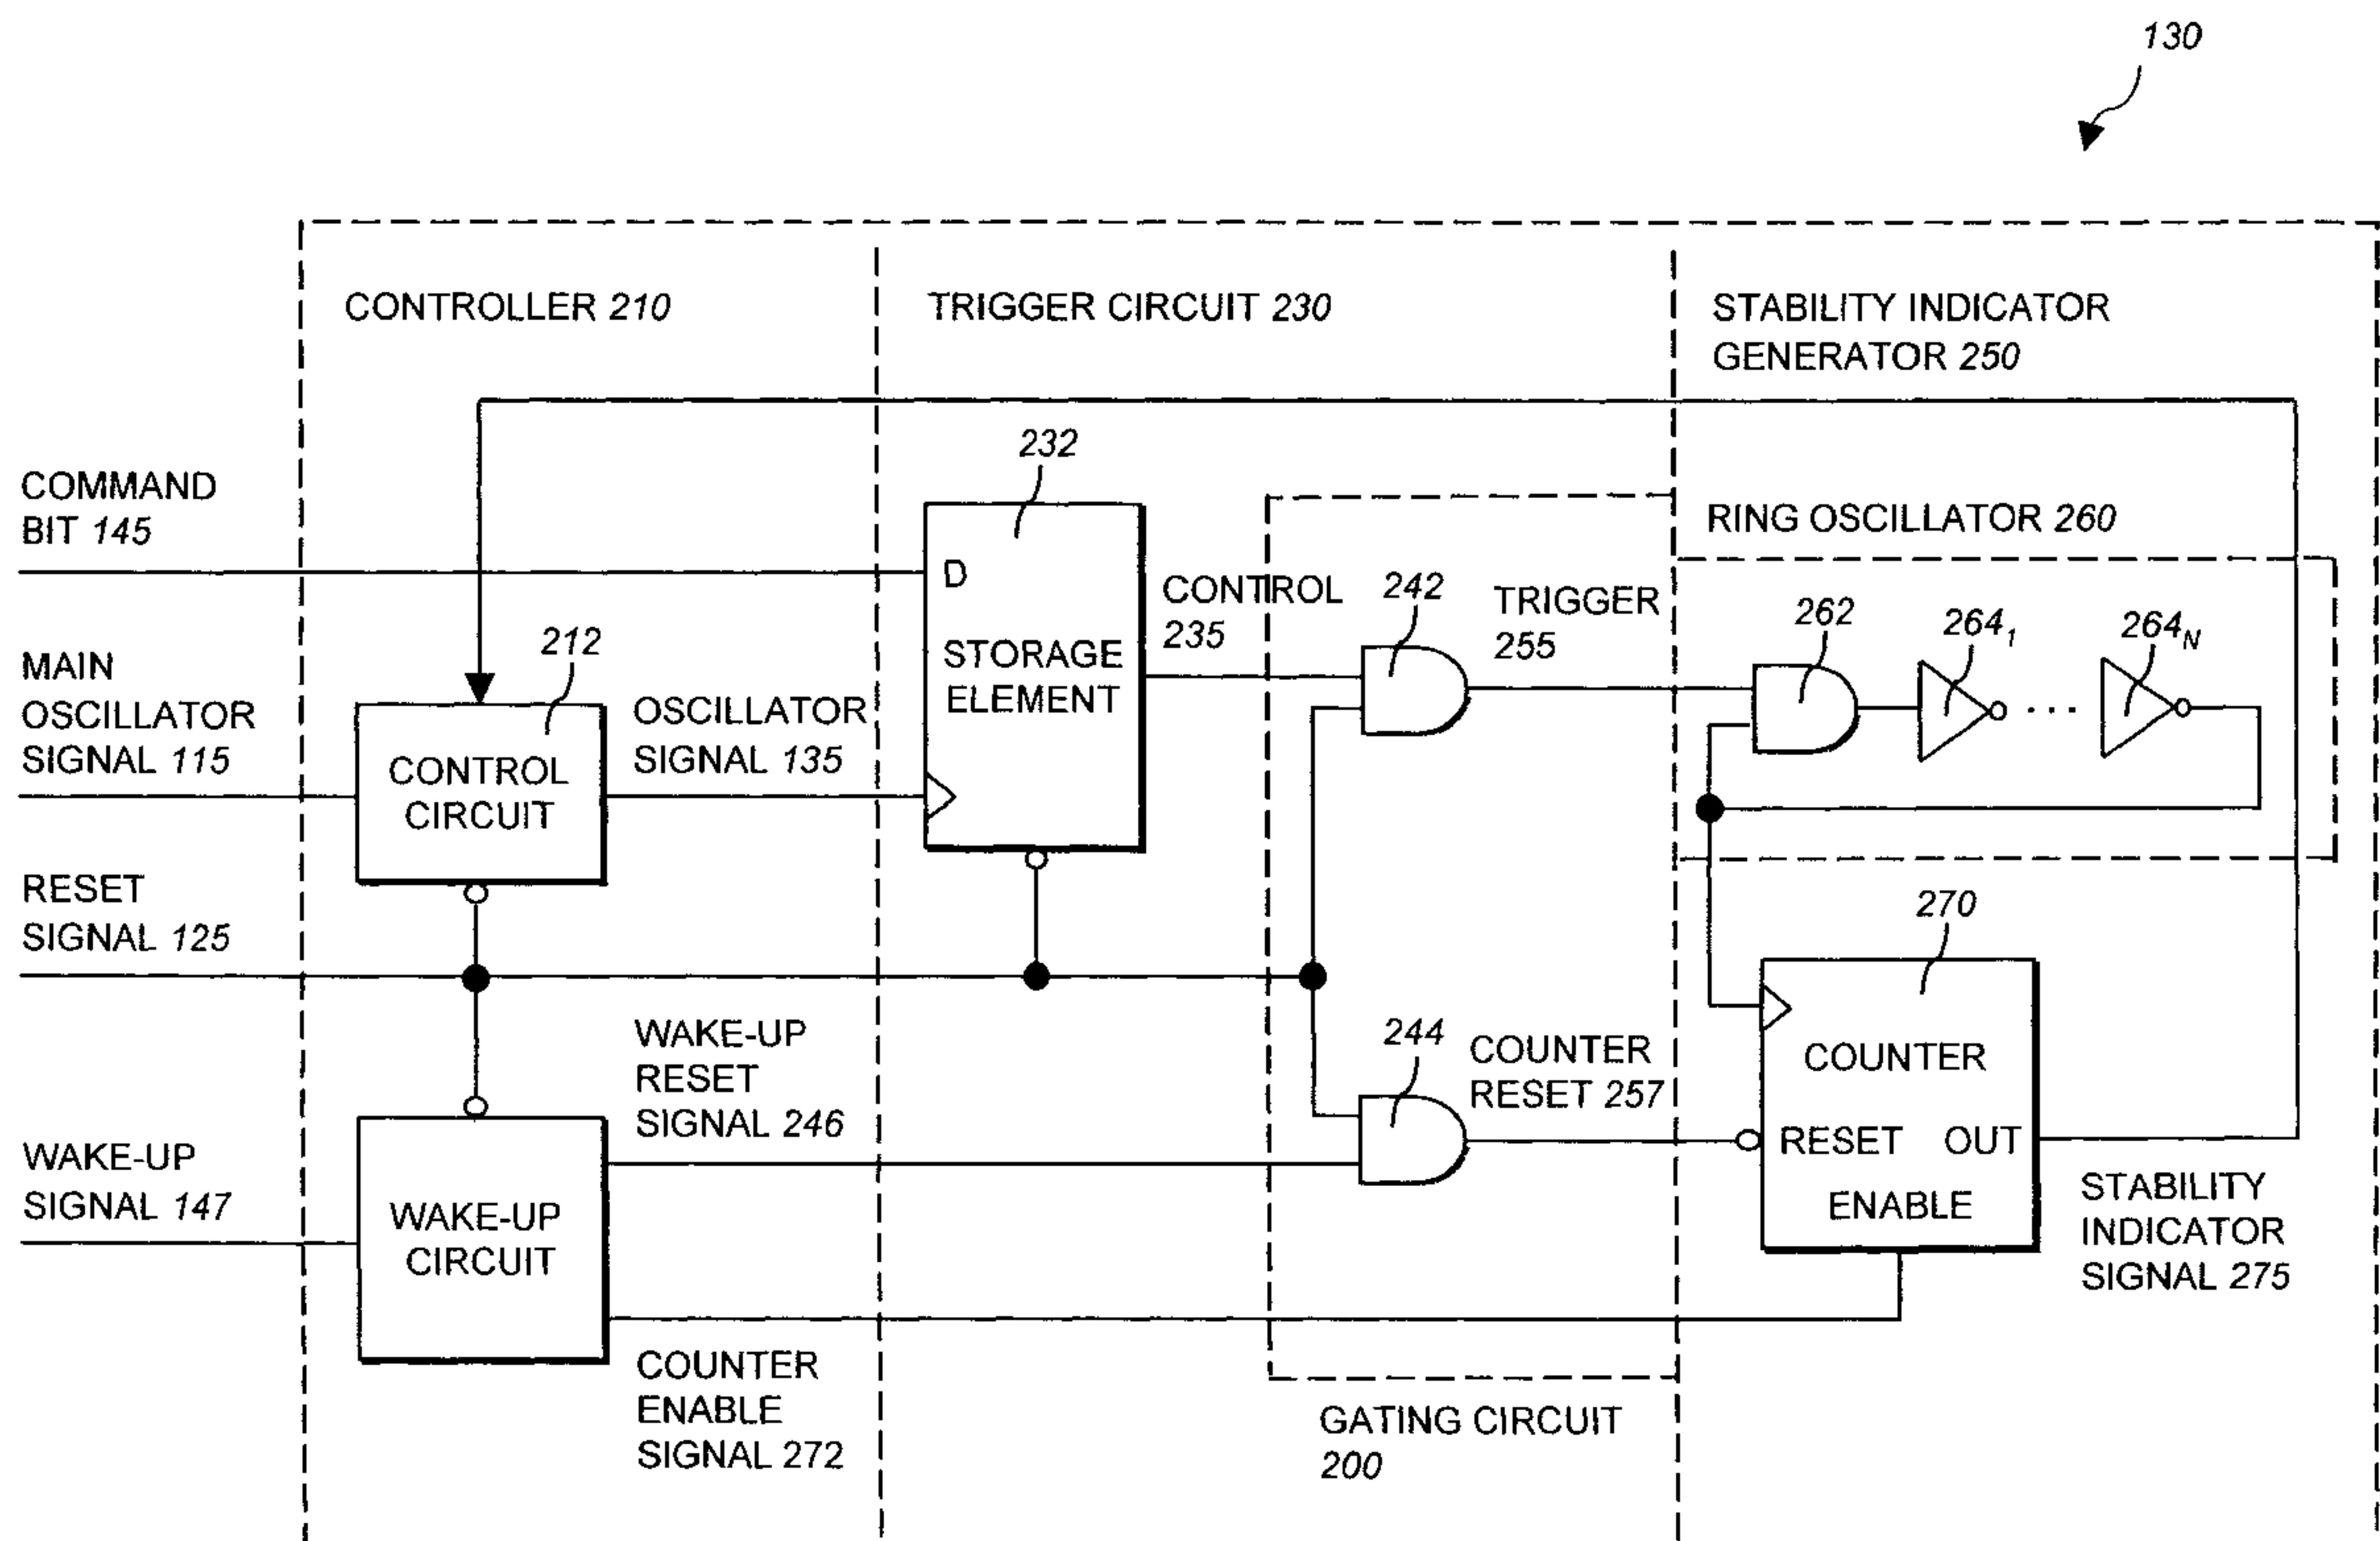 130
CONTROLLER 210
TRIGGER CIRCUIT 230
STABILITY INDICATOR
GENERATOR 250
COMMAND
BIT 145
232
RING OSCILLATOR 260
D
STORAGE
ELEMENT
CONTROL
235
242
TRIGGER
255
262
264₁
. . .
264N
MAIN
OSCILLATOR
SIGNAL 115
212
CONTROL
CIRCUIT
OSCILLATOR
SIGNAL 135
RESET
SIGNAL 125
WAKE-UP
RESET
SIGNAL 246
244
COUNTER
RESET 257
270
COUNTER
RESET OUT
ENABLE
WAKE-UP
SIGNAL 147
WAKE-UP
CIRCUIT
STABILITY
INDICATOR
SIGNAL 275
COUNTER
ENABLE
SIGNAL 272
GATING CIRCUIT
200